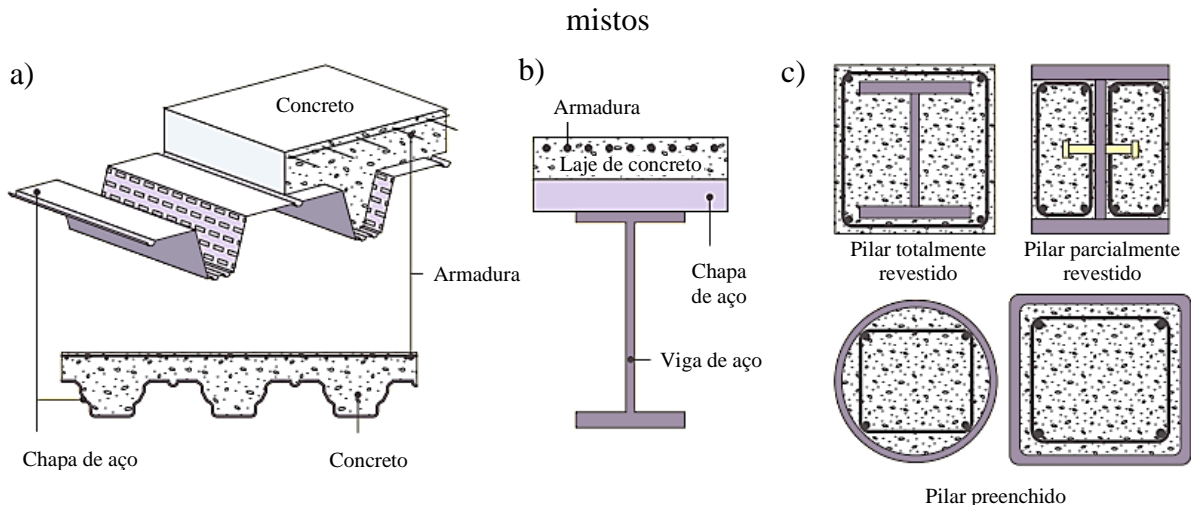 mistos
a)
Concreto
Armadura
Chapa de aço
Concreto
b)
Armadura
Laje de concreto
Chapa
de aço
Viga de aço
c)
Pilar totalmente
revestido
Pilar parcialmente
revestido
Pilar preenchido